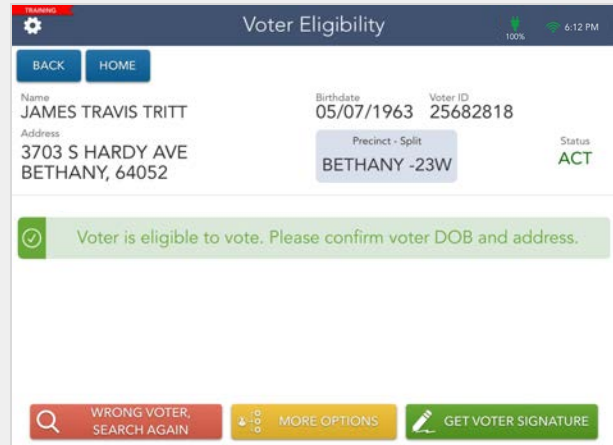 TRAINING
Voter Eligibility
100%
6:12 PM
BACK
HOME
Name
JAMES TRAVIS TRITT
Birthdate
05/07/1963
Voter ID
25682818
Address
3703 S HARDY AVE
BETHANY, 64052
Precinct - Split
BETHANY -23W
Status
ACT
Voter is eligible to vote. Please confirm voter DOB and address.
WRONG VOTER,
SEARCH AGAIN
MORE OPTIONS
GET VOTER SIGNATURE